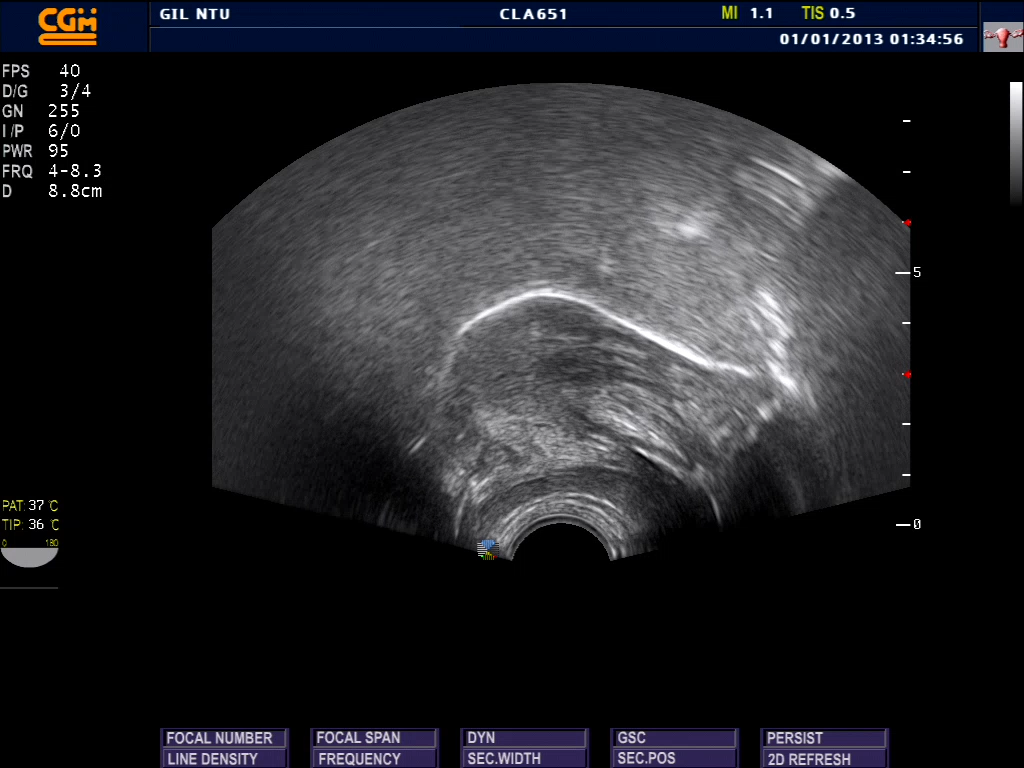 CGM
GIL NTU CLA651 MI 1.1 TIS 0.5
01/01/2013 01:34:56
FPS 40
D/G 3/4
GN 255
I/P 6/0
PWR 95
FRQ 4-8.3
D 8.8cm
5
PAT: 37 °C
TIP: 36 °C
0 180
0
FOCAL NUMBER FOCAL SPAN DYN GSC PERSIST
LINE DENSITY FREQUENCY SEC.WIDTH SEC.POS 2D REFRESH